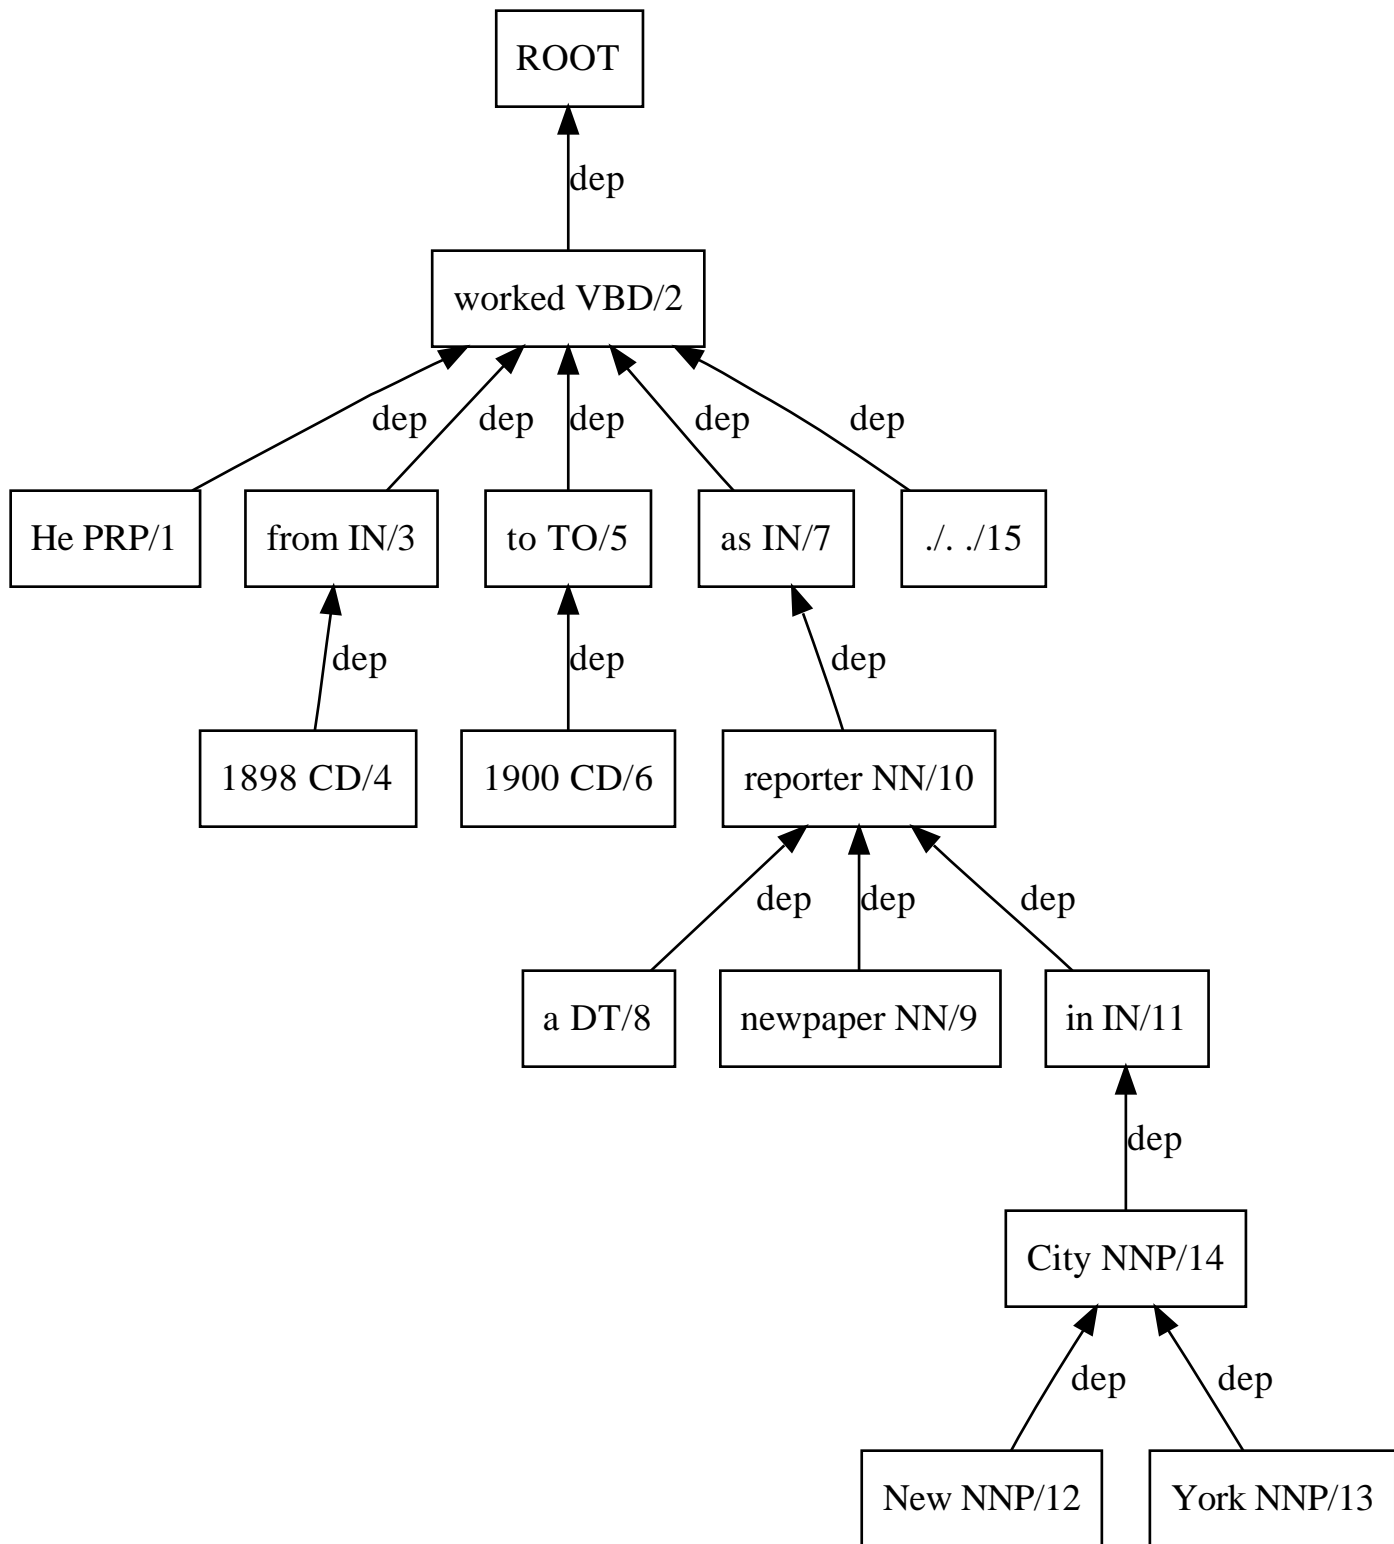 ROOT
dep
worked VBD/2
dep dep dep dep dep
He PRP/1 from IN/3 to TO/5 as IN/7 ./. ./15
dep dep dep
1898 CD/4 1900 CD/6 reporter NN/10
dep dep dep
a DT/8 newpaper NN/9 in IN/11
dep
City NNP/14
dep dep
New NNP/12 York NNP/13